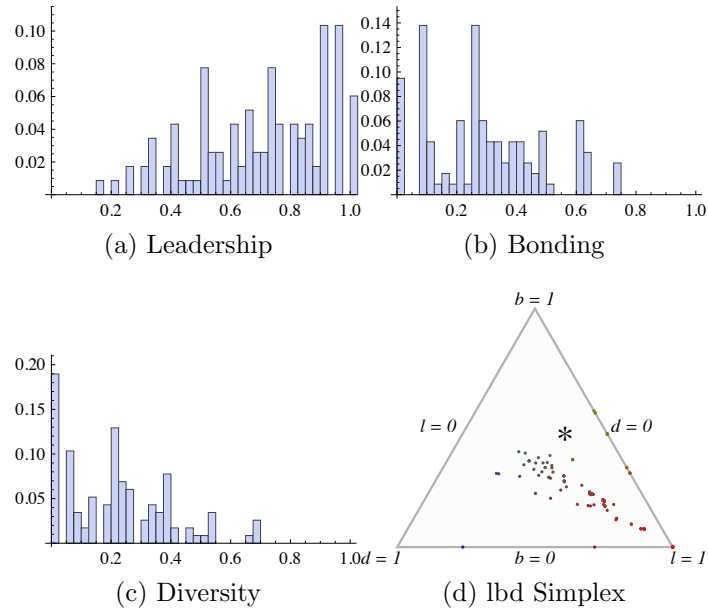 0.10
0.08
0.06
0.04
0.02
0.2 0.4 0.6 0.8 1.0
(a) Leadership
0.14
0.12
0.10
0.08
0.06
0.04
0.02
0.2 0.4 0.6 0.8 1.0
(b) Bonding
0.20
0.15
0.10
0.05
0.2 0.4 0.6 0.8 1.0
(c) Diversity
b = 1
l = 0
d = 0
*
d = 1
b = 0
l = 1
(d) lbd Simplex